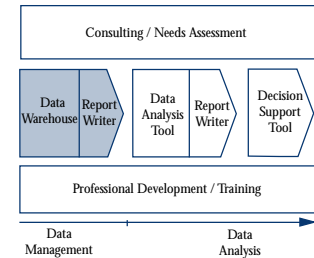 Consulting / Needs Assessment
Data
Warehouse
Report
Writer
Data
Analysis
Tool
Report
Writer
Decision
Support
Tool
Professional Development / Training
Data
Management
Data
Analysis